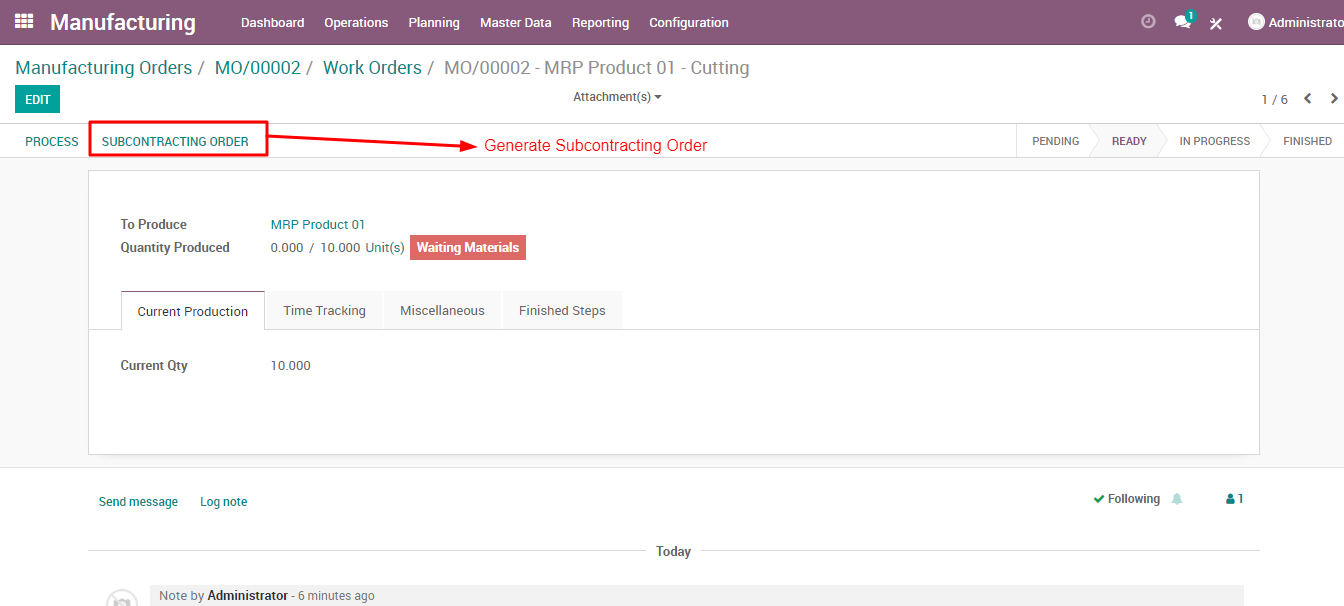 Manufacturing Dashboard Operations Planning Master Data Reporting Configuration 1 Administrato
Manufacturing Orders / MO/00002 / Work Orders / MO/00002 - MRP Product 01 - Cutting
EDIT Attachment(s) 1 / 6
PROCESS SUBCONTRACTING ORDER Generate Subcontracting Order PENDING READY IN PROGRESS FINISHED
To Produce MRP Product 01
Quantity Produced 0.000 / 10.000 Unit(s) Waiting Materials
Current Production Time Tracking Miscellaneous Finished Steps
Current Qty 10.000
Send message Log note Following 1
Today
Note by Administrator - 6 minutes ago